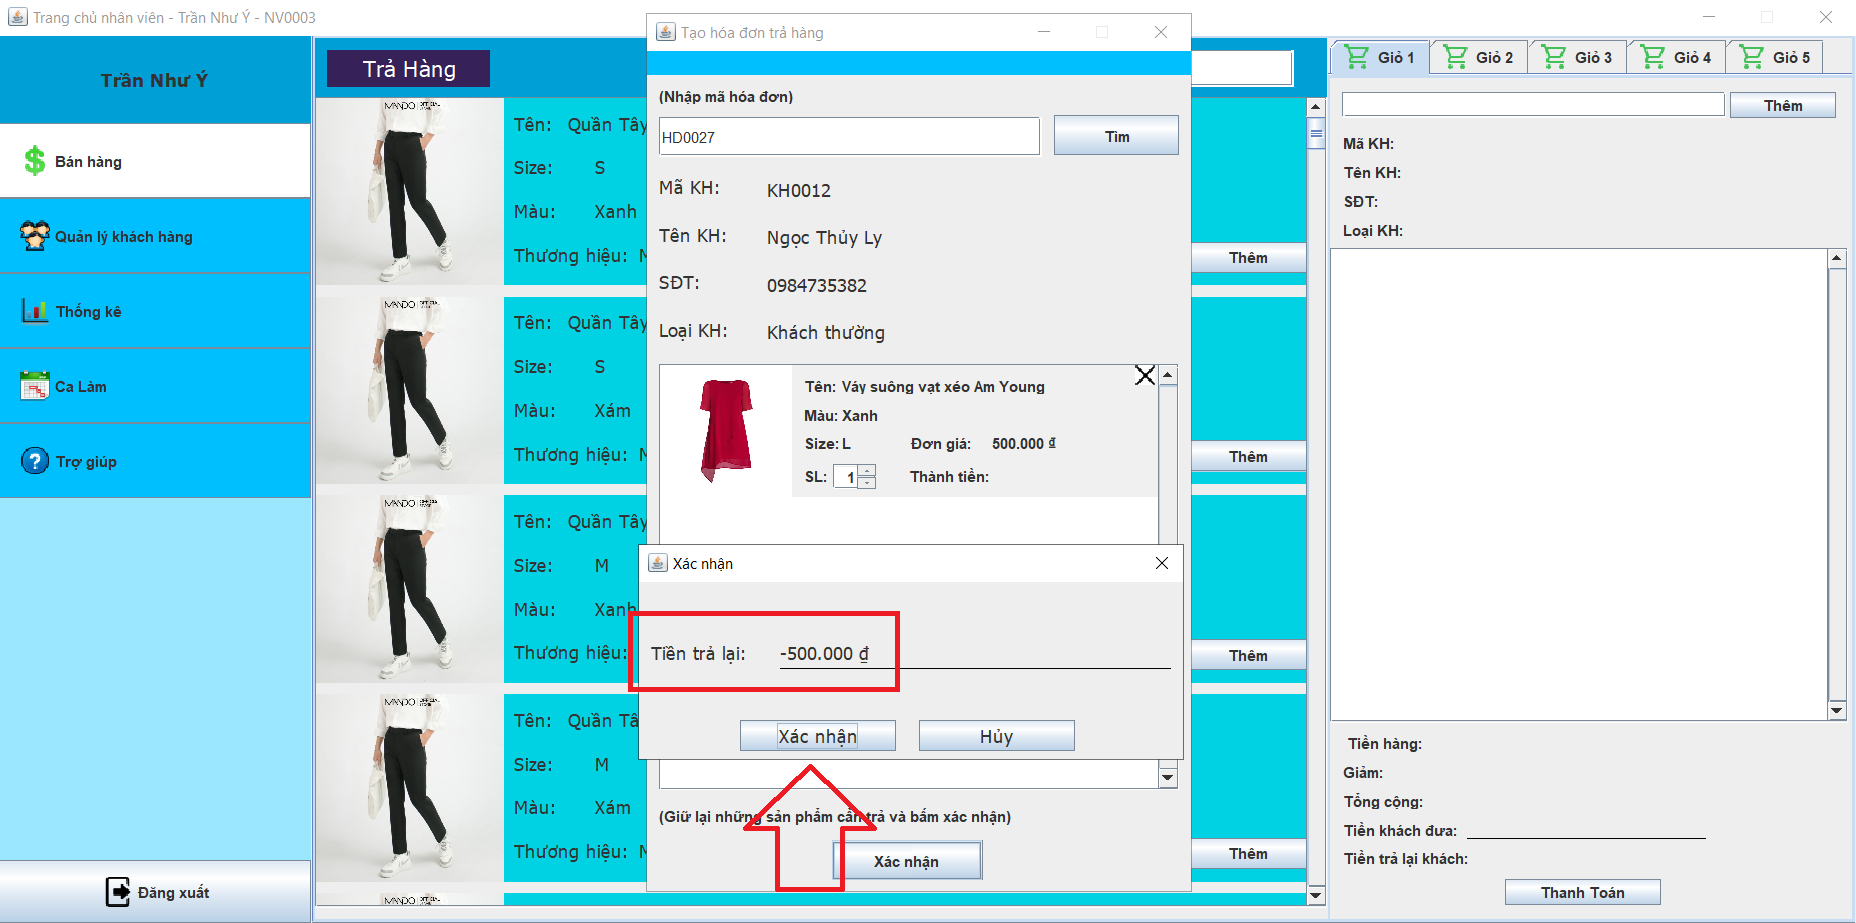 Trang chủ nhân viên - Trần Như Ý - NV0003
Trần Như Ý
Bán hàng
Quản lý khách hàng
Thống kê
Ca Làm
Trợ giúp
Đăng xuất
Trả Hàng
MANDO
Tên: Quần Tây
Size: S
Màu: Xanh
Thương hiệu:
Thêm
MANDO
Tên: Quần Tây
Size: S
Màu: Xám
Thương hiệu:
Thêm
MANDO
Tên: Quần Tây
Size: M
Màu: Xanh
Thương hiệu:
Thêm
MANDO
Tên: Quần
Size: M
Màu: Xám
Thương hiệu:
Thêm
MANDO
Tạo hóa đơn trả hàng
(Nhập mã hóa đơn)
HD0027
Tìm
Mã KH: KH0012
Tên KH: Ngọc Thủy Ly
SĐT: 0984735382
Loại KH: Khách thường
Tên: Váy suông vạt xéo Am Young
Màu: Xanh
Size: L Đơn giá: 500.000 ₫
SL: 1 Thành tiền:
Xác nhận
Tiền trả lại: -500.000 ₫
Xác nhận
Hủy
(Giữ lại những sản phẩm cần trả và bấm xác nhận)
Xác nhận
Giỏ 1
Giỏ 2
Giỏ 3
Giỏ 4
Giỏ 5
Thêm
Mã KH:
Tên KH:
SĐT:
Loại KH:
Tiền hàng:
Giảm:
Tổng cộng:
Tiền khách đưa:
Tiền trả lại khách:
Thanh Toán